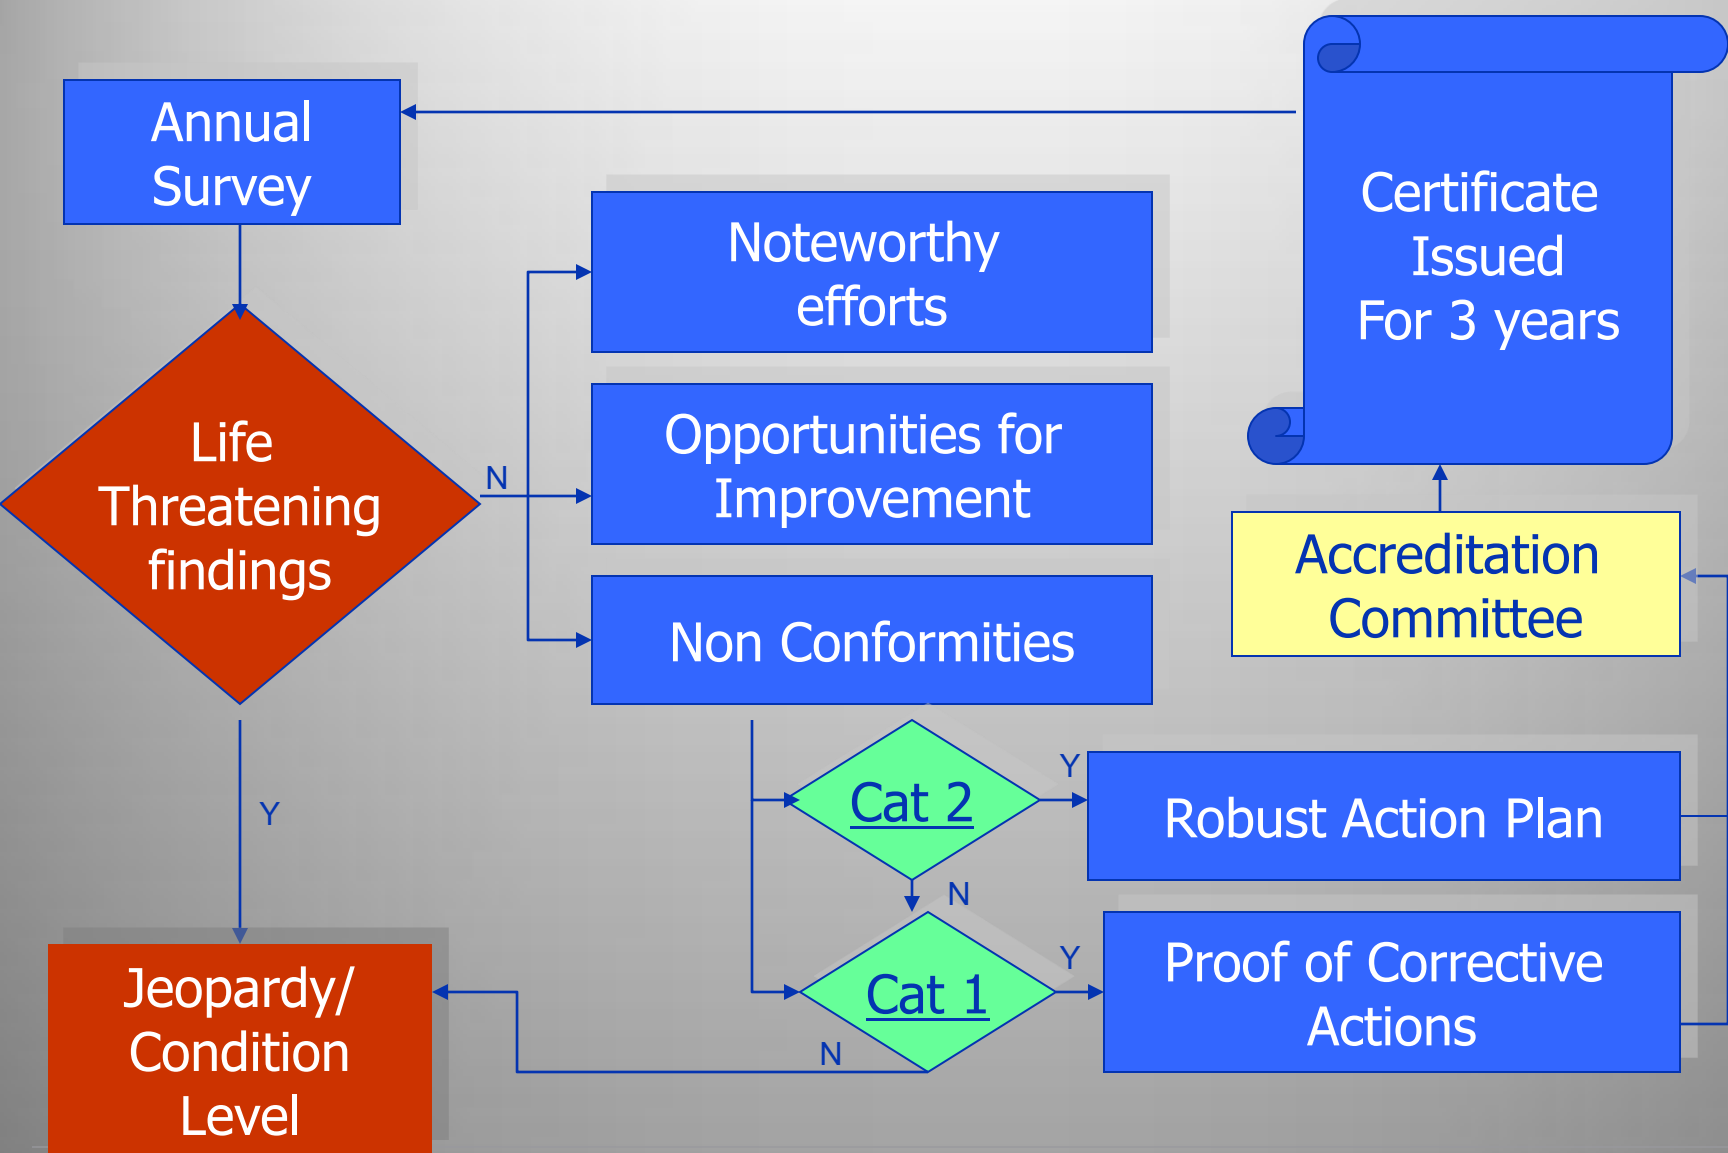 Annual
Survey
Certificate
Issued
For 3 years
Noteworthy
efforts
Life
Threatening
findings
N
Opportunities for
Improvement
Non Conformities
Accreditation
Committee
Y
Cat 2
Y
Robust Action Plan
N
Cat 1
Y
Proof of Corrective
Actions
N
Jeopardy/
Condition
Level